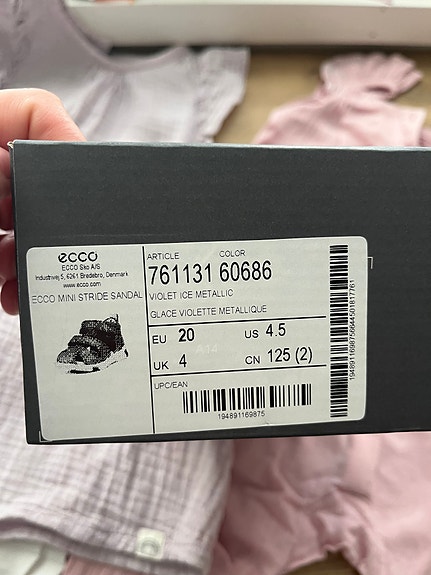 ecco
ECCO Sko A/S
Industrivej 5, 6261 Bredebro, Denmark
www.ecco.com
ECCO MINI STRIDE SANDAL
ARTICLE COLOR
761131 60686
VIOLET ICE METALLIC
GLACE VIOLETTE METALLIQUE
EU 20 US 4.5
UK 4 CN 125 (2)
UPC/EAN
194891169875